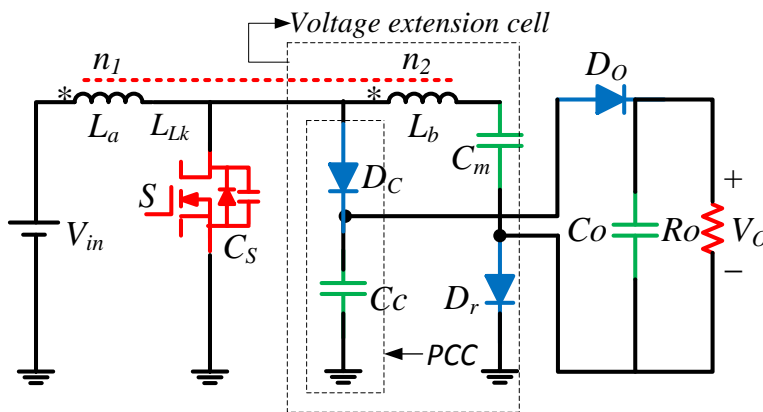 Voltage extension cell
n1 n2 DO
* *
La LLk Lb
Cm
S DC
+
Vin CS Co Ro VO
Cc Dr −
PCC